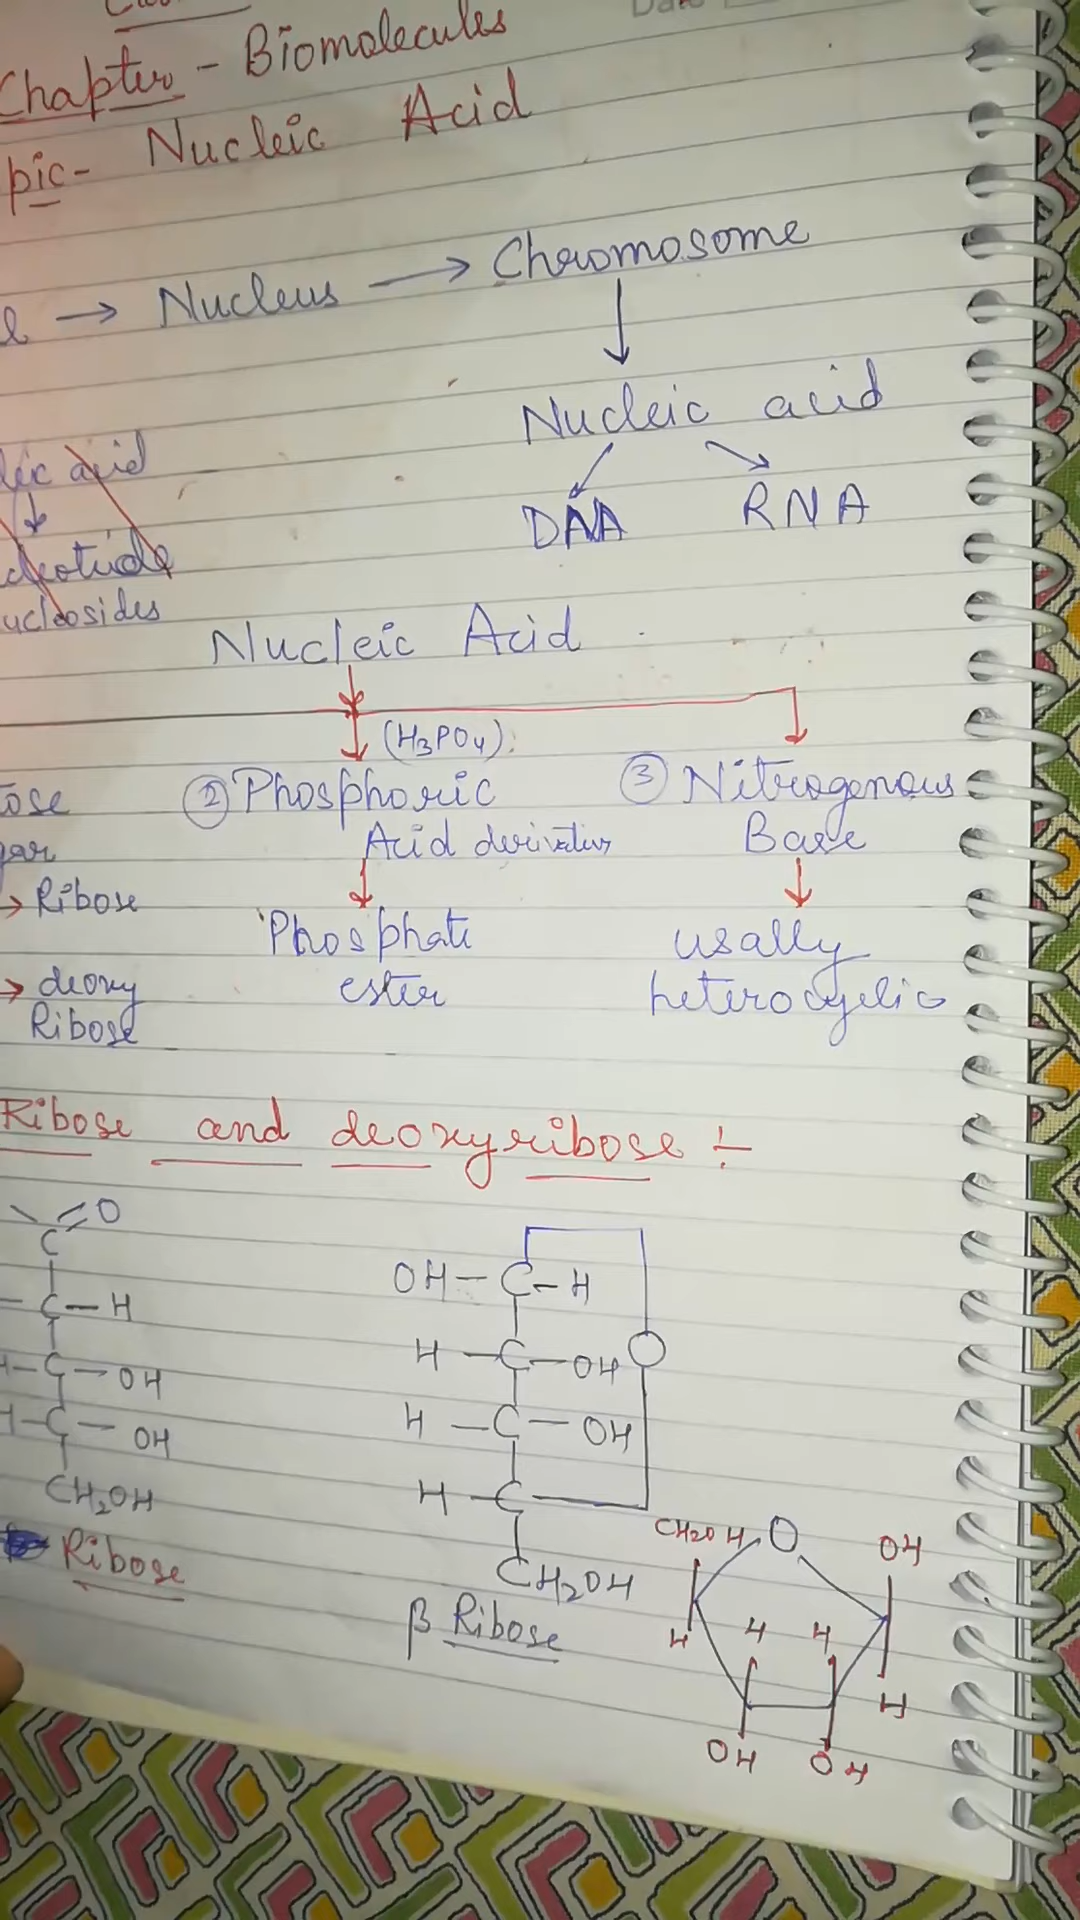 Chapter - Biomolecules
pic- Nucleic Acid
→ Nucleus → Chromosome
Nucleic acid
DNA RNA
acid
ucleosides
Nucleic Acid
(H3PO4)
② Phosphoric ③ Nitrogenous
Acid Base
→ Ribose
Phosphate usally
ester heterocyclic
→ deoxy
Ribose
Ribose and deoxyribose :-
=O
C
C-H
C-OH
C-OH
CH2OH
Ribose
OH-C-H
H-C-OH
O
H-C-OH
H-C
CH2OH
β Ribose
CH2OH O OH
H H H H
OH OH